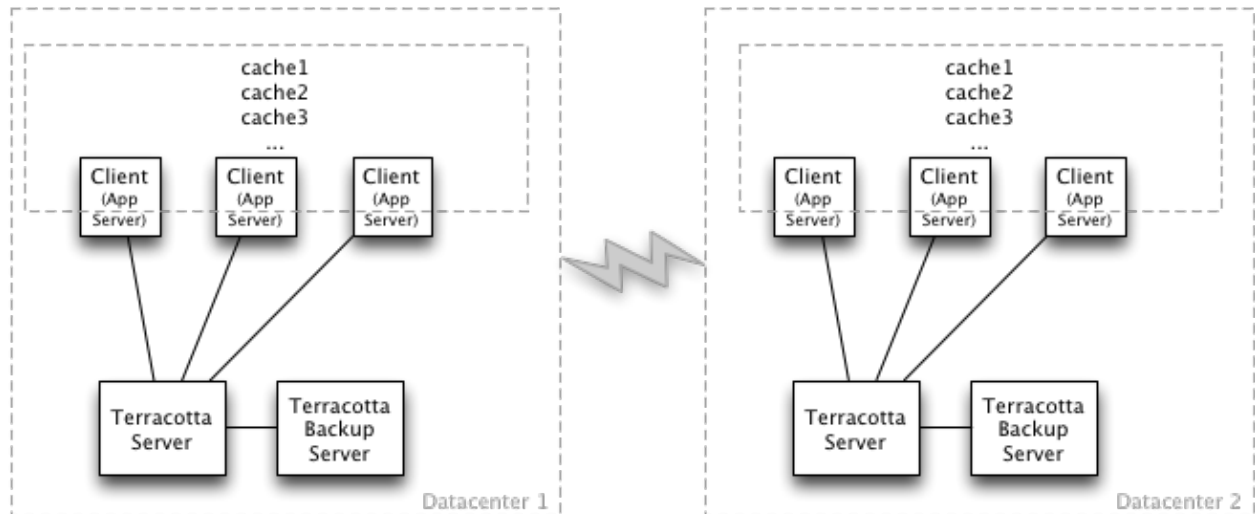 cache1
cache2
cache3
...
Client
(App
Server)
Client
(App
Server)
Client
(App
Server)
Terracotta
Server
Terracotta
Backup
Server
Datacenter 1
cache1
cache2
cache3
...
Client
(App
Server)
Client
(App
Server)
Client
(App
Server)
Terracotta
Server
Terracotta
Backup
Server
Datacenter 2